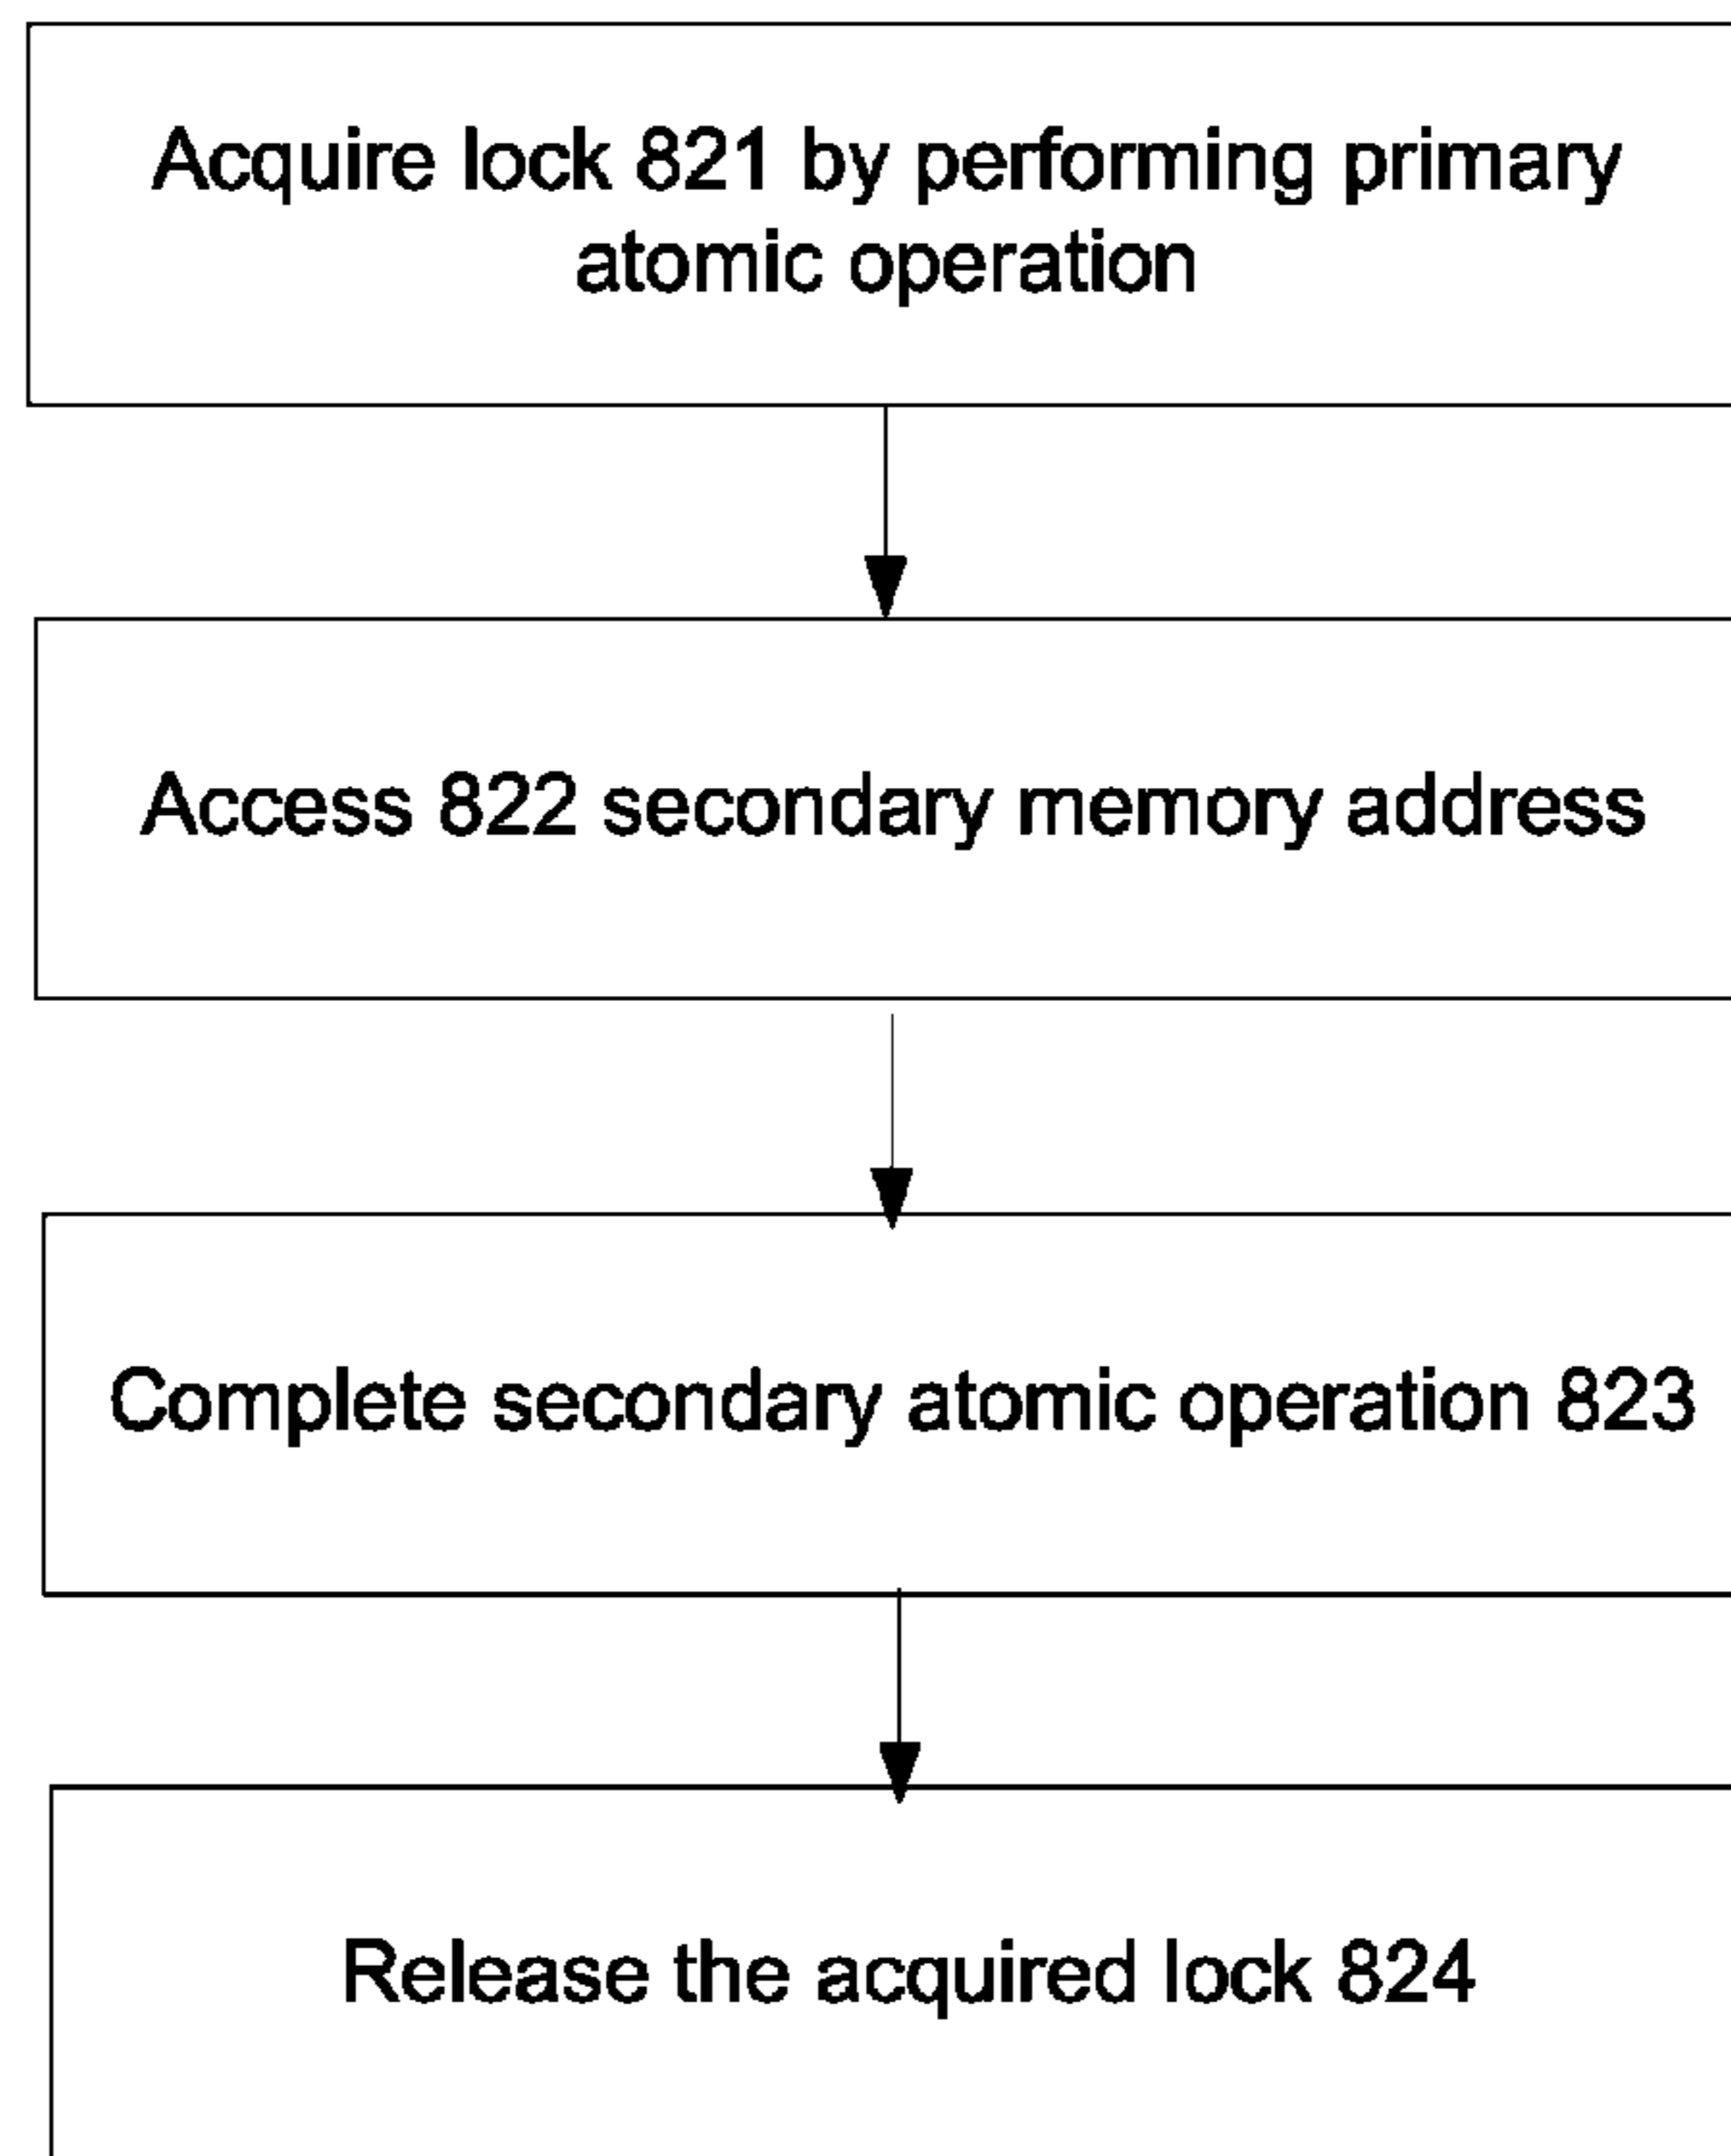 Acquire lock 821 by performing primary
atomic operation
Access 822 secondary memory address
Complete secondary atomic operation 823
Release the acquired lock 824